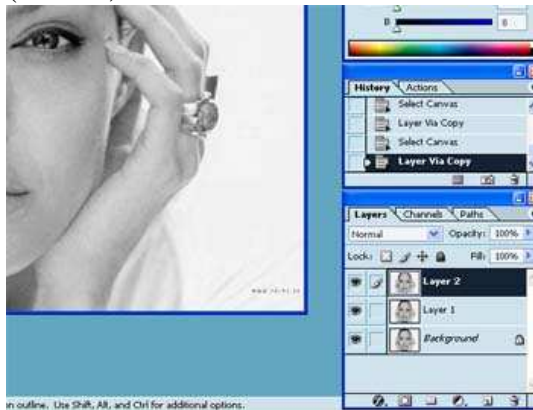 B 8
History Actions
Select Canvas
Layer Via Copy
Select Canvas
Layer Via Copy
Layers Channels Paths
Normal Opacity: 100%
Lock: Fill: 100%
Layer 2
Layer 1
Background
n outline. Use Shift, Alt, and Ctrl for additional options.